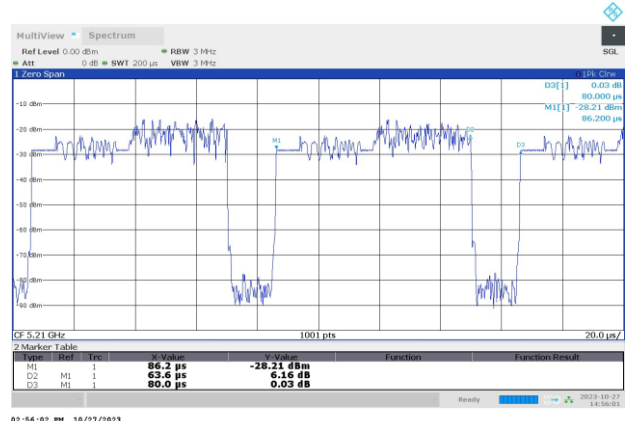 MultiView Spectrum
Ref Level 0.00 dBm RBW 3 MHz SGL
Att 0 dB SWT 200 µs VBW 3 MHz
1 Zero Span 1Pk Clrw
D3[1] 0.03 dB
80.000 µs
M1[1] -28.21 dBm
86.200 µs
-10 dBm
-20 dBm
D2
M1
D3
-30 dBm
-40 dBm
-50 dBm
-60 dBm
-70 dBm
-80 dBm
-90 dBm
CF 5.21 GHz 1001 pts 20.0 µs/
2 Marker Table
Type Ref Trc X-Value Y-Value Function Function Result
M1 1 86.2 µs -28.21 dBm
D2 M1 1 63.6 µs 6.16 dB
D3 M1 1 80.0 µs 0.03 dB
Ready 2023-10-27
14:56:01
02:56:02 PM 10/27/2023